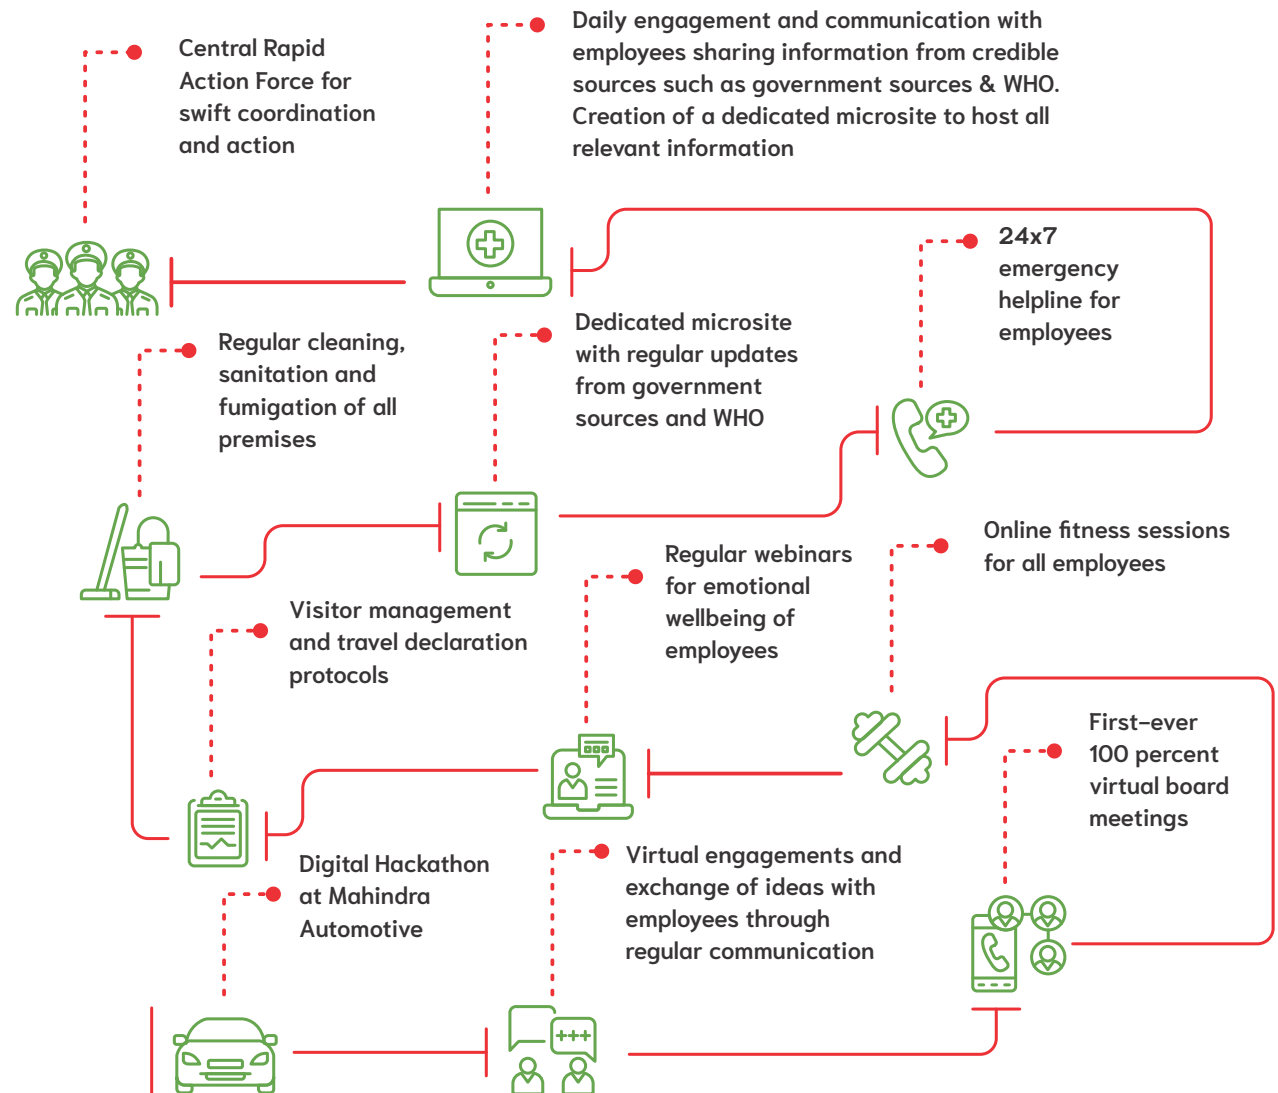 Central Rapid
Action Force for
swift coordination
and action
Daily engagement and communication with
employees sharing information from credible
sources such as government sources & WHO.
Creation of a dedicated microsite to host all
relevant information
24x7
emergency
helpline for
employees
Regular cleaning,
sanitation and
fumigation of all
premises
Dedicated microsite
with regular updates
from government
sources and WHO
Online fitness sessions
for all employees
Regular webinars
for emotional
wellbeing of
employees
Visitor management
and travel declaration
protocols
First-ever
100 percent
virtual board
meetings
Digital Hackathon
at Mahindra
Automotive
Virtual engagements and
exchange of ideas with
employees through
regular communication